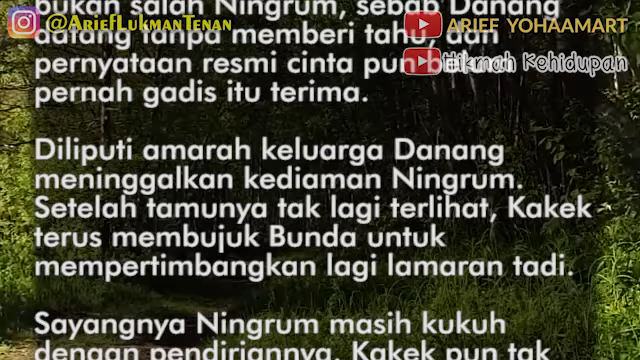 bukan salah Ningrum, sebab Danang
@AriefLukmanTenan
ARIEF YOHAAMART
datang tanpa memberi tahu, dan
pernyataan resmi cinta pun belum
Hikmah Kehidupan
pernah gadis itu terima.
Diliputi amarah keluarga Danang
meninggalkan kediaman Ningrum.
Setelah tamunya tak lagi terlihat, Kakek
terus membujuk Bunda untuk
mempertimbangkan lagi lamaran tadi.
Sayangnya Ningrum masih kukuh
dengan pendiriannya. Kakek pun tak